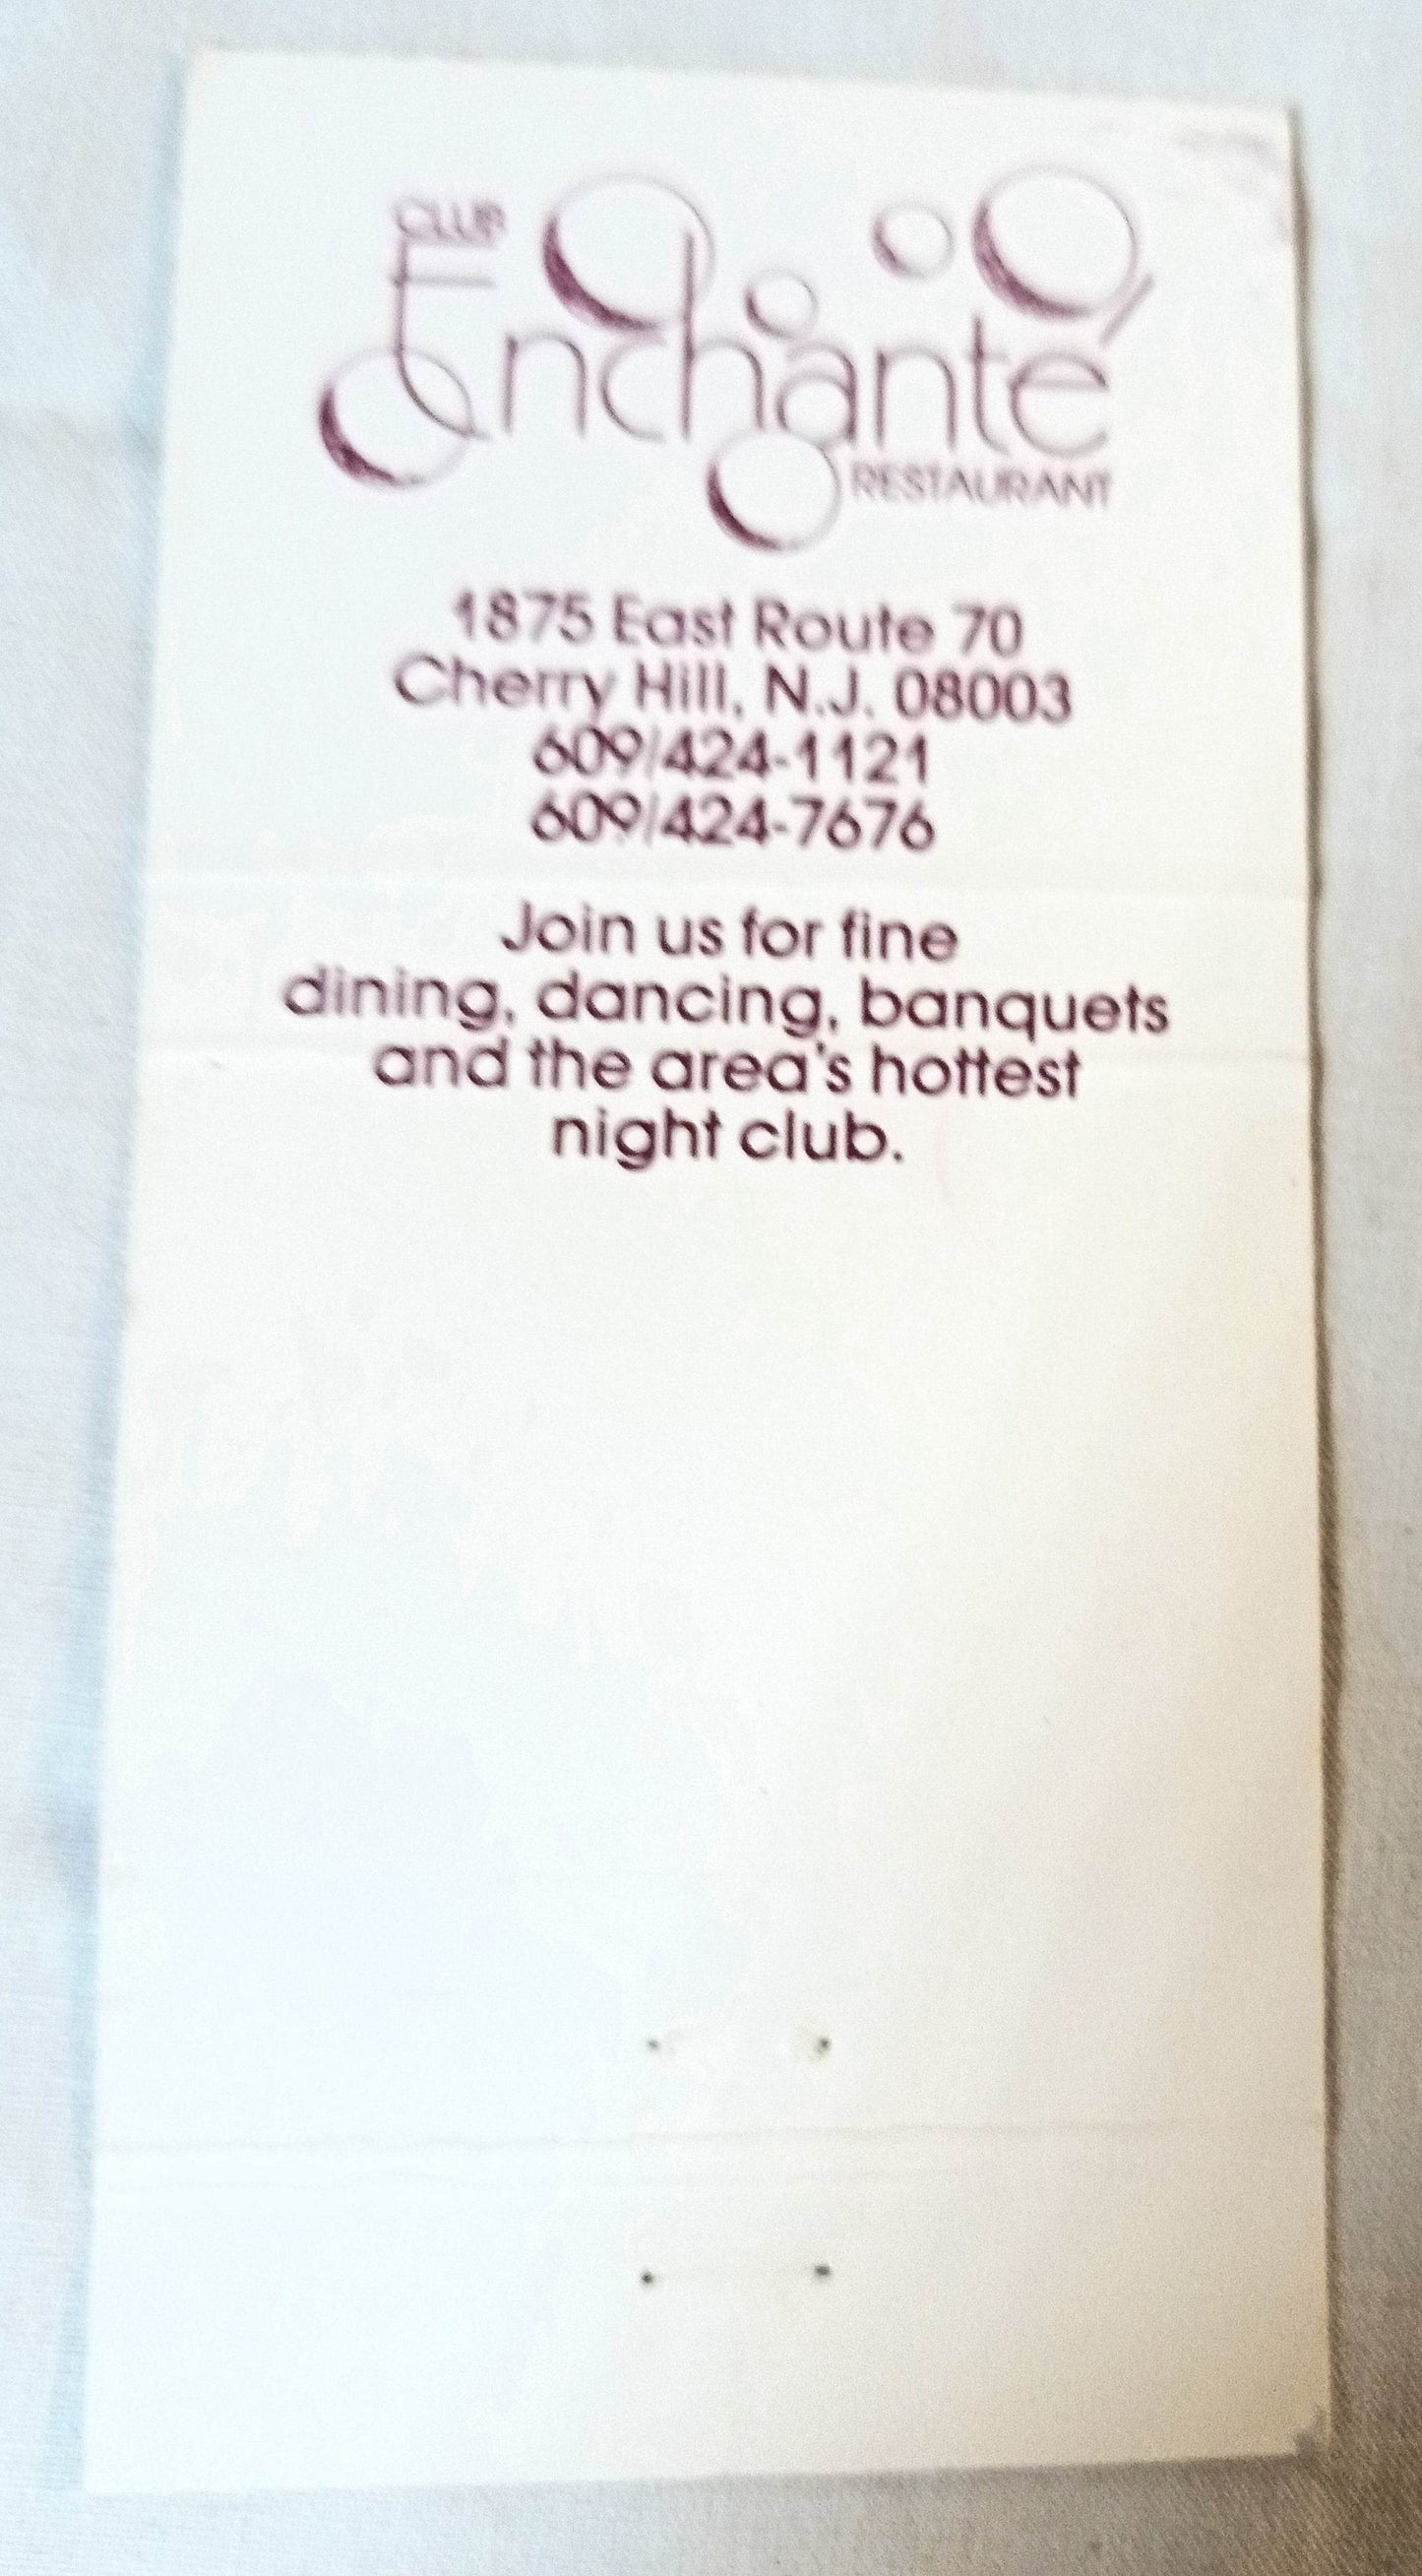 CLUB
Enchanté
RESTAURANT
1875 East Route 70
Cherry Hill, N.J. 08003
609/424-1121
609/424-7676
Join us for fine
dining, dancing, banquets
and the area's hottest
night club.